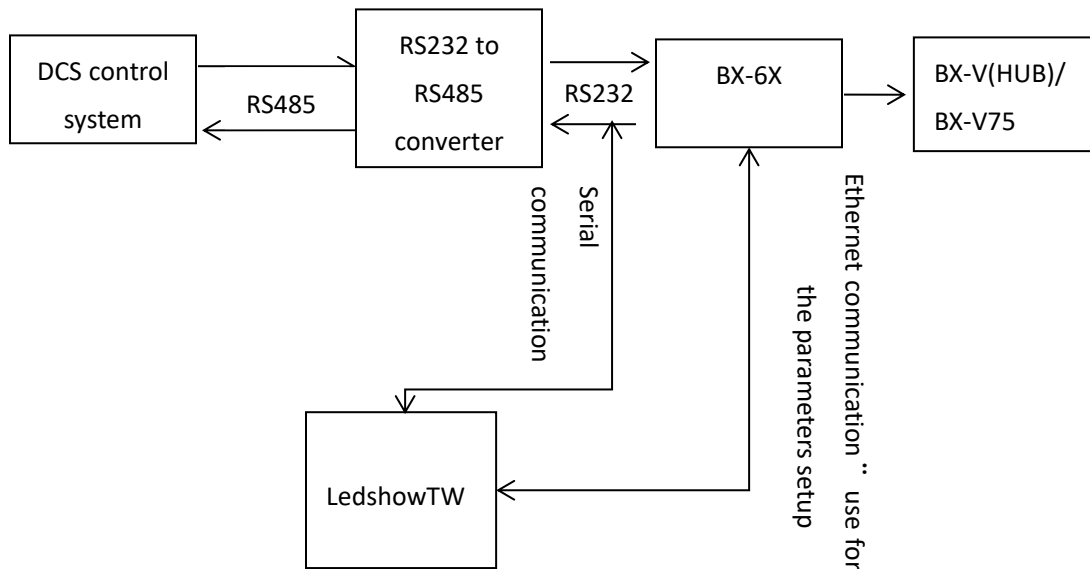 DCS control
system
RS485
RS232 to
RS485
converter
RS232
BX-6X
BX-V(HUB)/
BX-V75
Serial
communication
Ethernet communication¨ use for
the parameters setup
LedshowTW